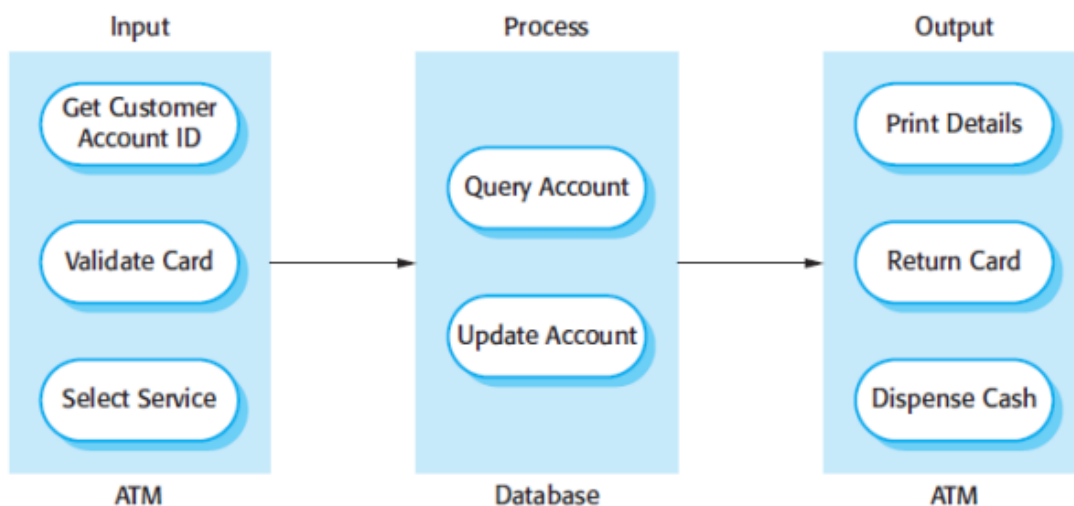 Input
Get Customer
Account ID
Validate Card
Select Service
ATM
Process
Query Account
Update Account
Database
Output
Print Details
Return Card
Dispense Cash
ATM